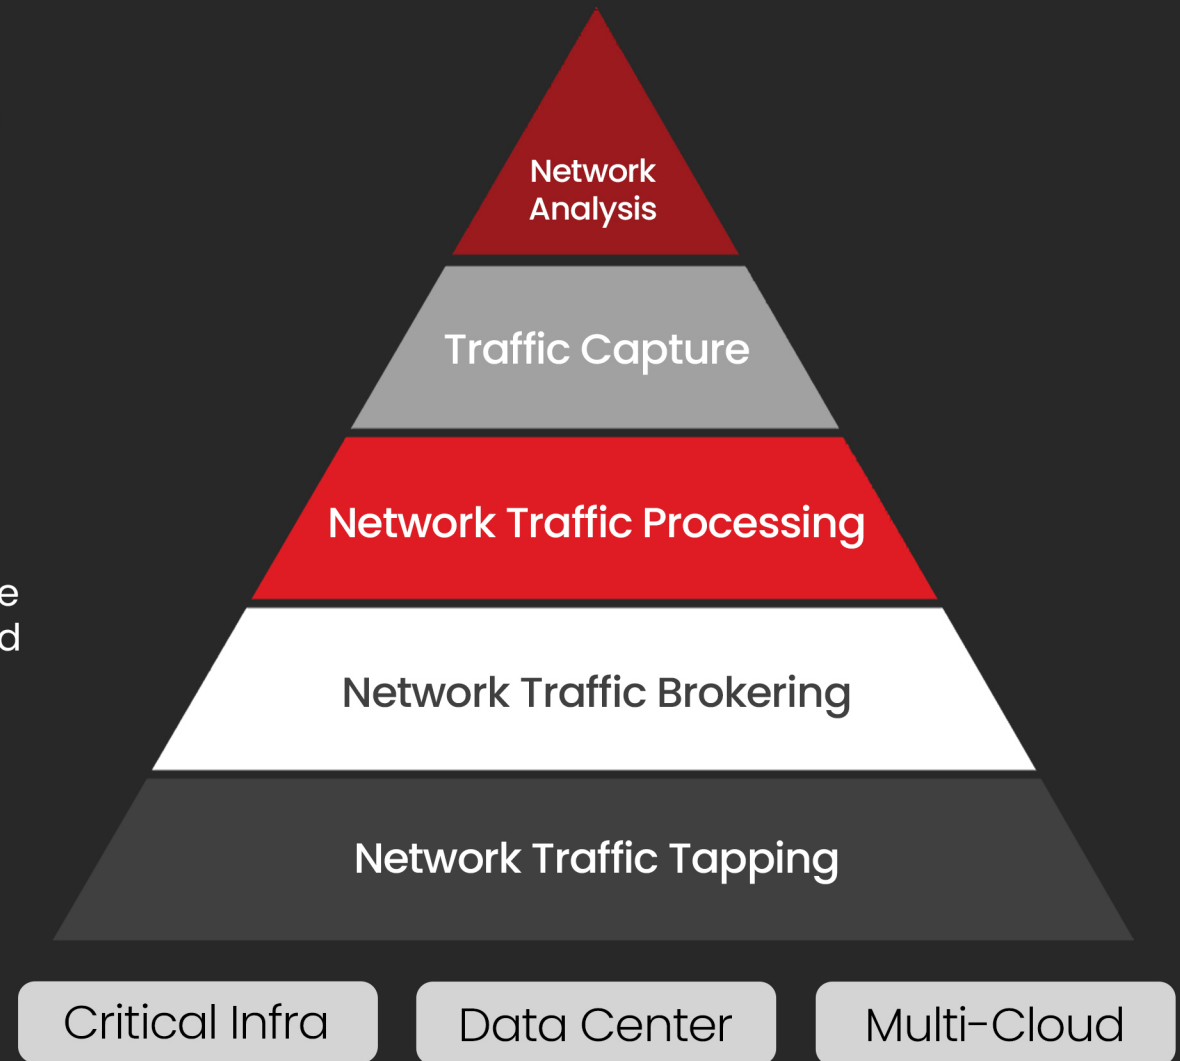 Network
Analysis
Traffic Capture
Network Traffic Processing
e
d
Network Traffic Brokering
Network Traffic Tapping
Critical Infra
Data Center
Multi-Cloud